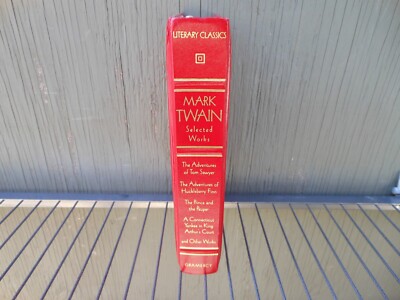 LITERARY CLASSICS
MARK
TWAIN
Selected
Works
The Adventures
of Tom Sawyer
The Adventures of
Huckleberry Finn
The Prince and
the Pauper
A Connecticut
Yankee in King
Arthur's Court
and Other Works
GRAMERCY